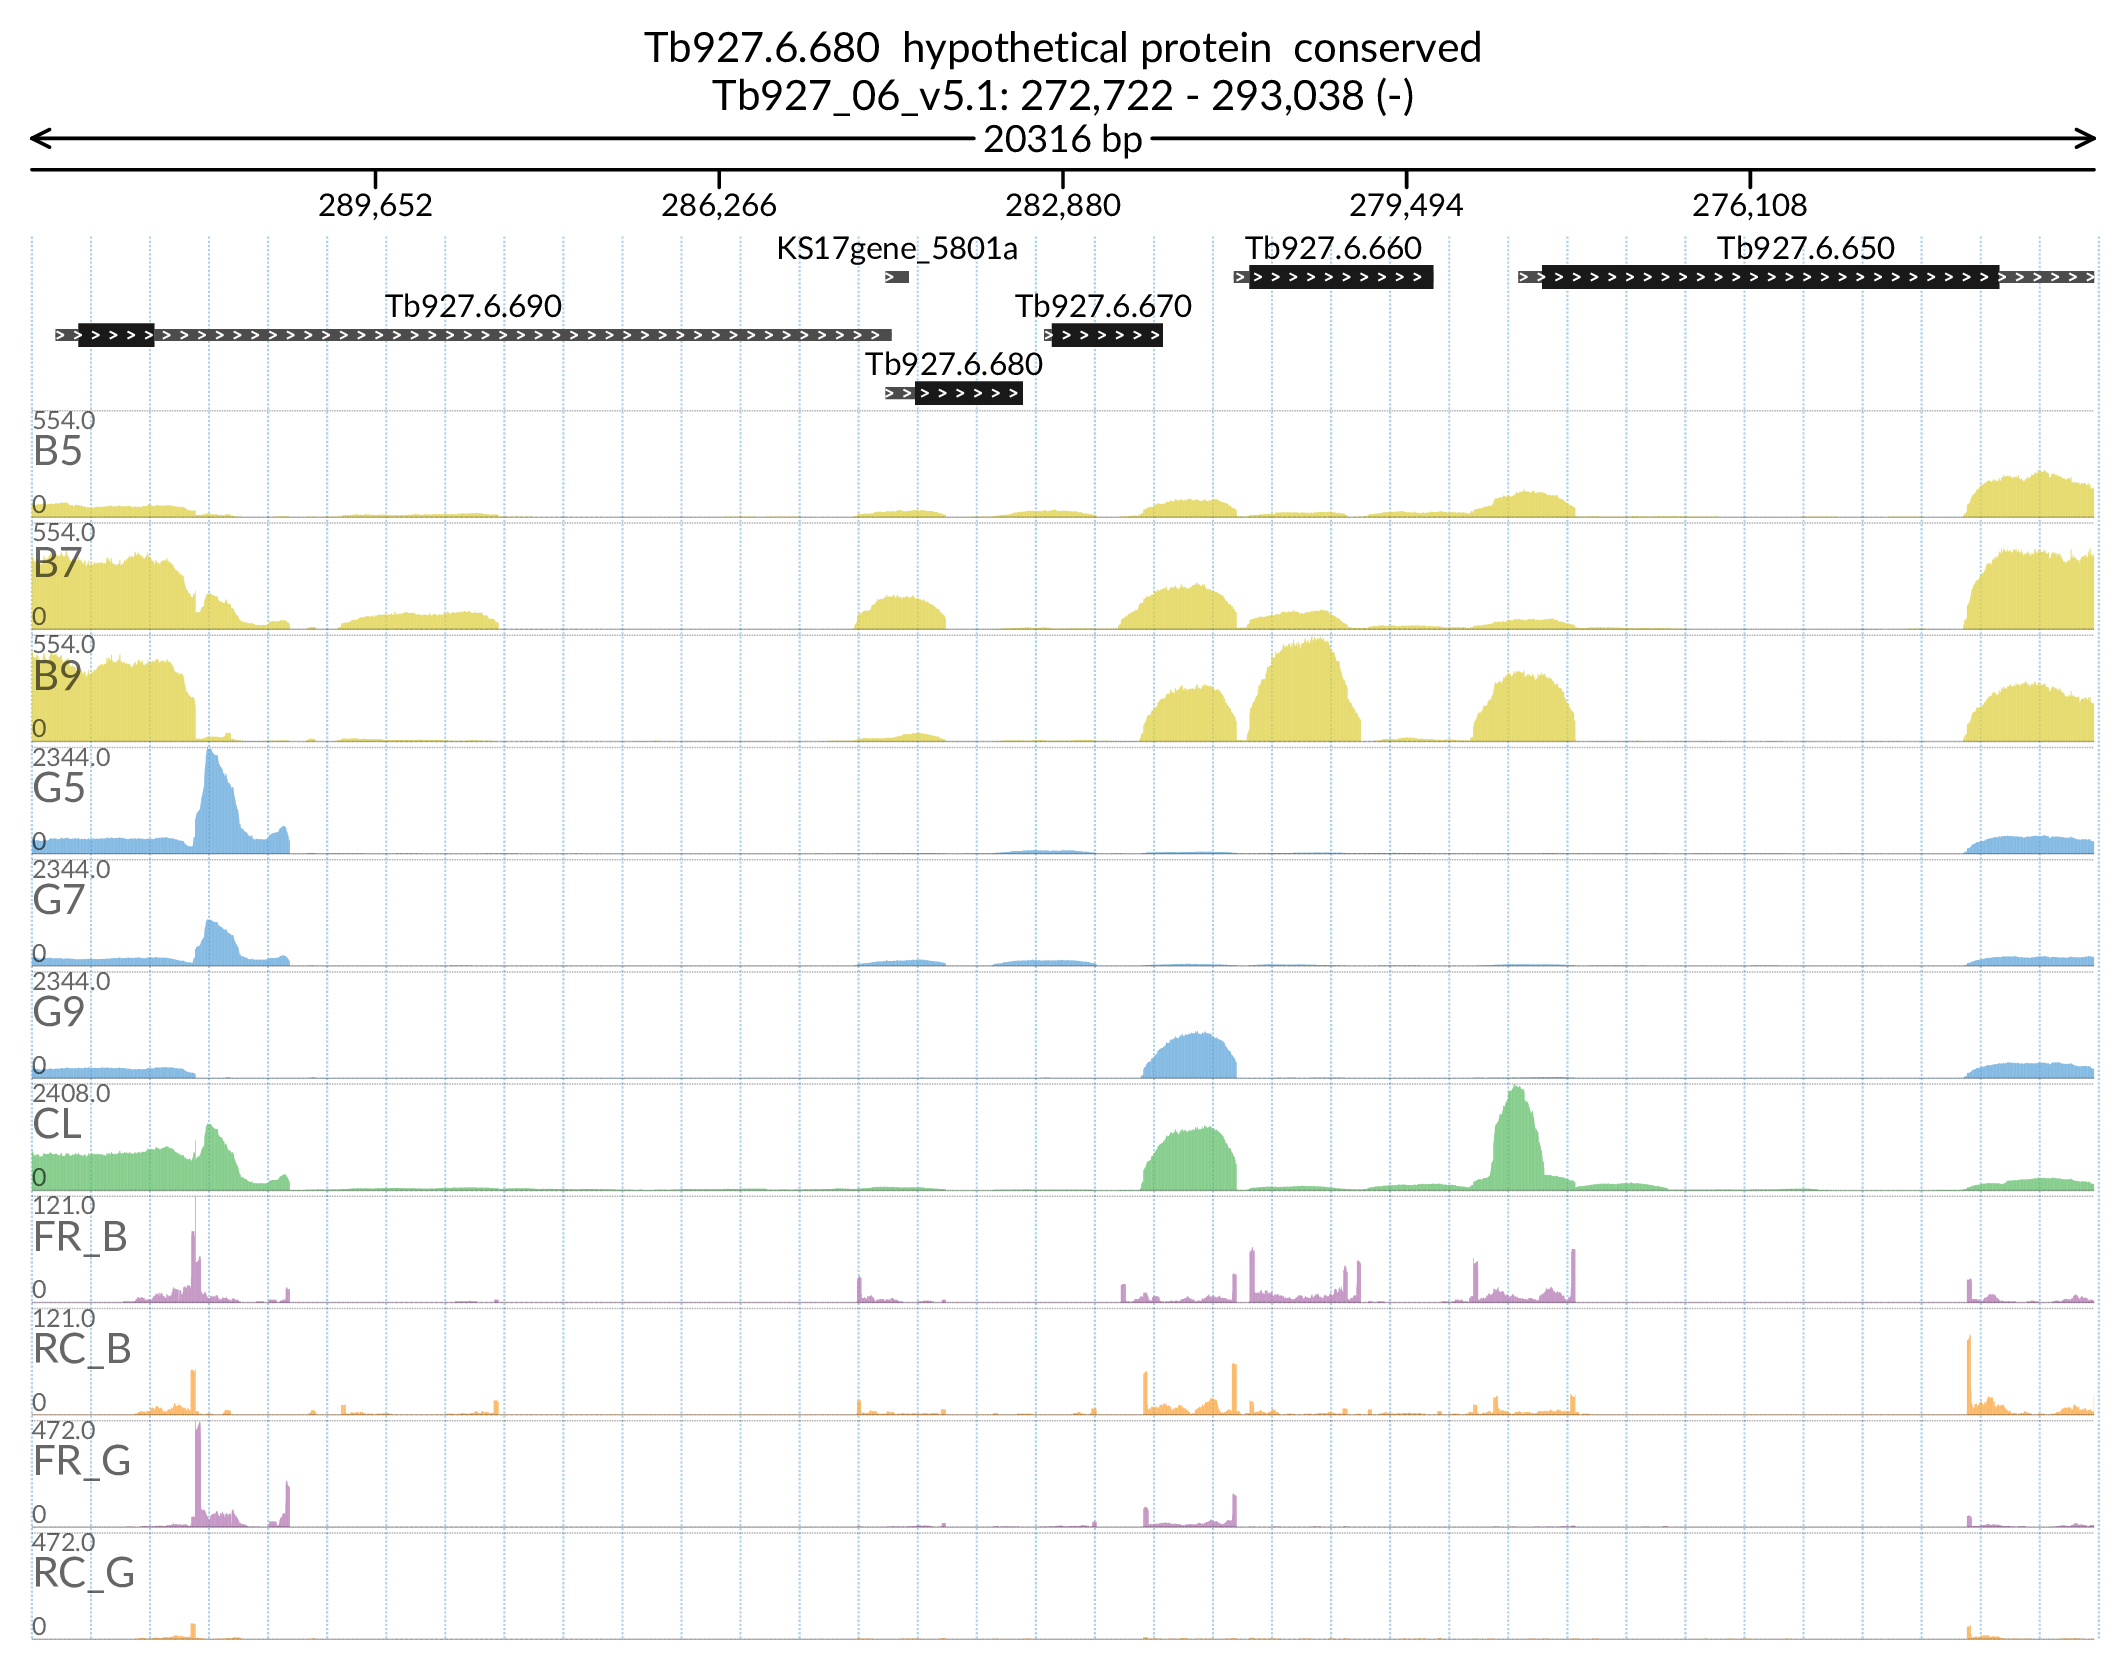 Tb927.6.680  hypothetical protein  conserved
Tb927_06_v5.1: 272,722 - 293,038 (-)
20316 bp
289,652 286,266 282,880 279,494 276,108
KS17gene_5801a Tb927.6.660 Tb927.6.650
Tb927.6.690 Tb927.6.670
Tb927.6.680
554.0
B5
0
554.0
B7
0
554.0
B9
0
2344.0
G5
0
2344.0
G7
0
2344.0
G9
0
2408.0
CL
0
121.0
FR_B
0
121.0
RC_B
0
472.0
FR_G
0
472.0
RC_G
0